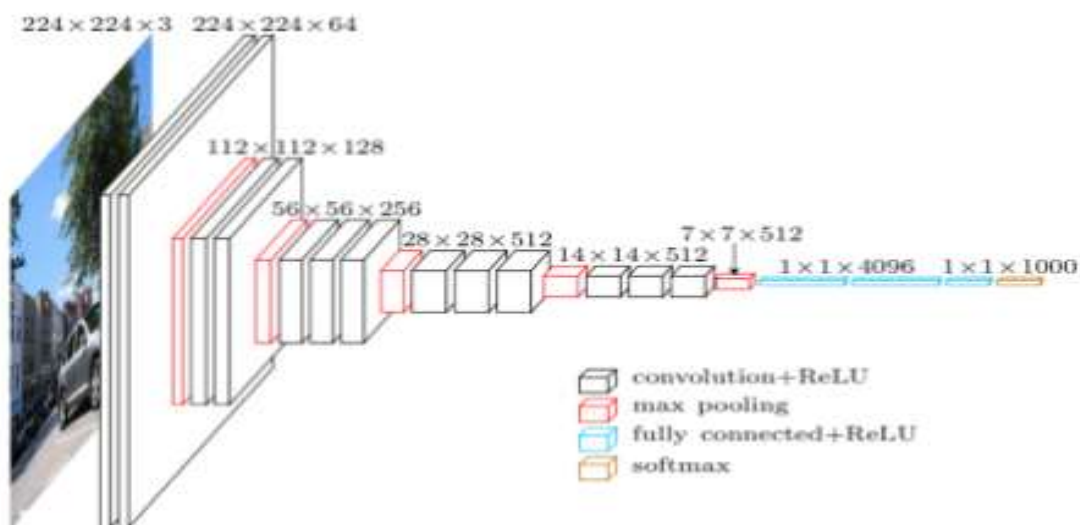 224 × 224 × 3
224 × 224 × 64
112 × 112 × 128
56 × 56 × 256
28 × 28 × 512
14 × 14 × 512
7 × 7 × 512
1 × 1 × 4096
1 × 1 × 1000
convolution+ReLU
max pooling
fully connected+ReLU
softmax